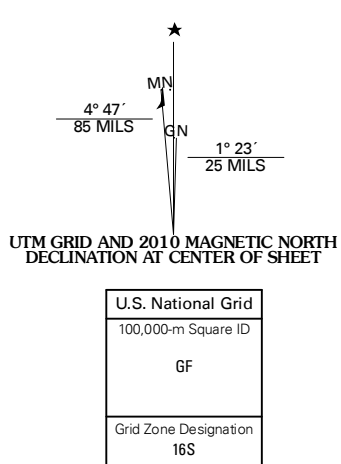 ★
MN
4° 47´
85 MILS
GN
1° 23´
25 MILS
UTM GRID AND 2010 MAGNETIC NORTH
DECLINATION AT CENTER OF SHEET
U.S. National Grid
100,000-m Square ID
GF
Grid Zone Designation
16S